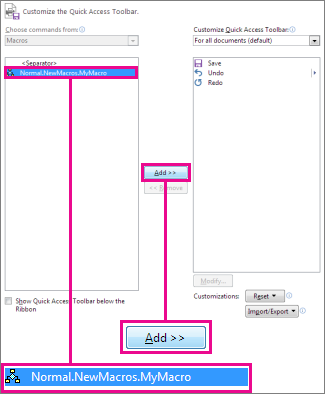 Customize the Quick Access Toolbar.
Choose commands from:
Macros
<Separator>
Normal.NewMacros.MyMacro
Customize Quick Access Toolbar:
For all documents (default)
Save
Undo
Redo
Add >>
<< Remove
Modify...
Show Quick Access Toolbar below the
Ribbon
Customizations:
Reset
Import/Export
Add >>
Normal.NewMacros.MyMacro